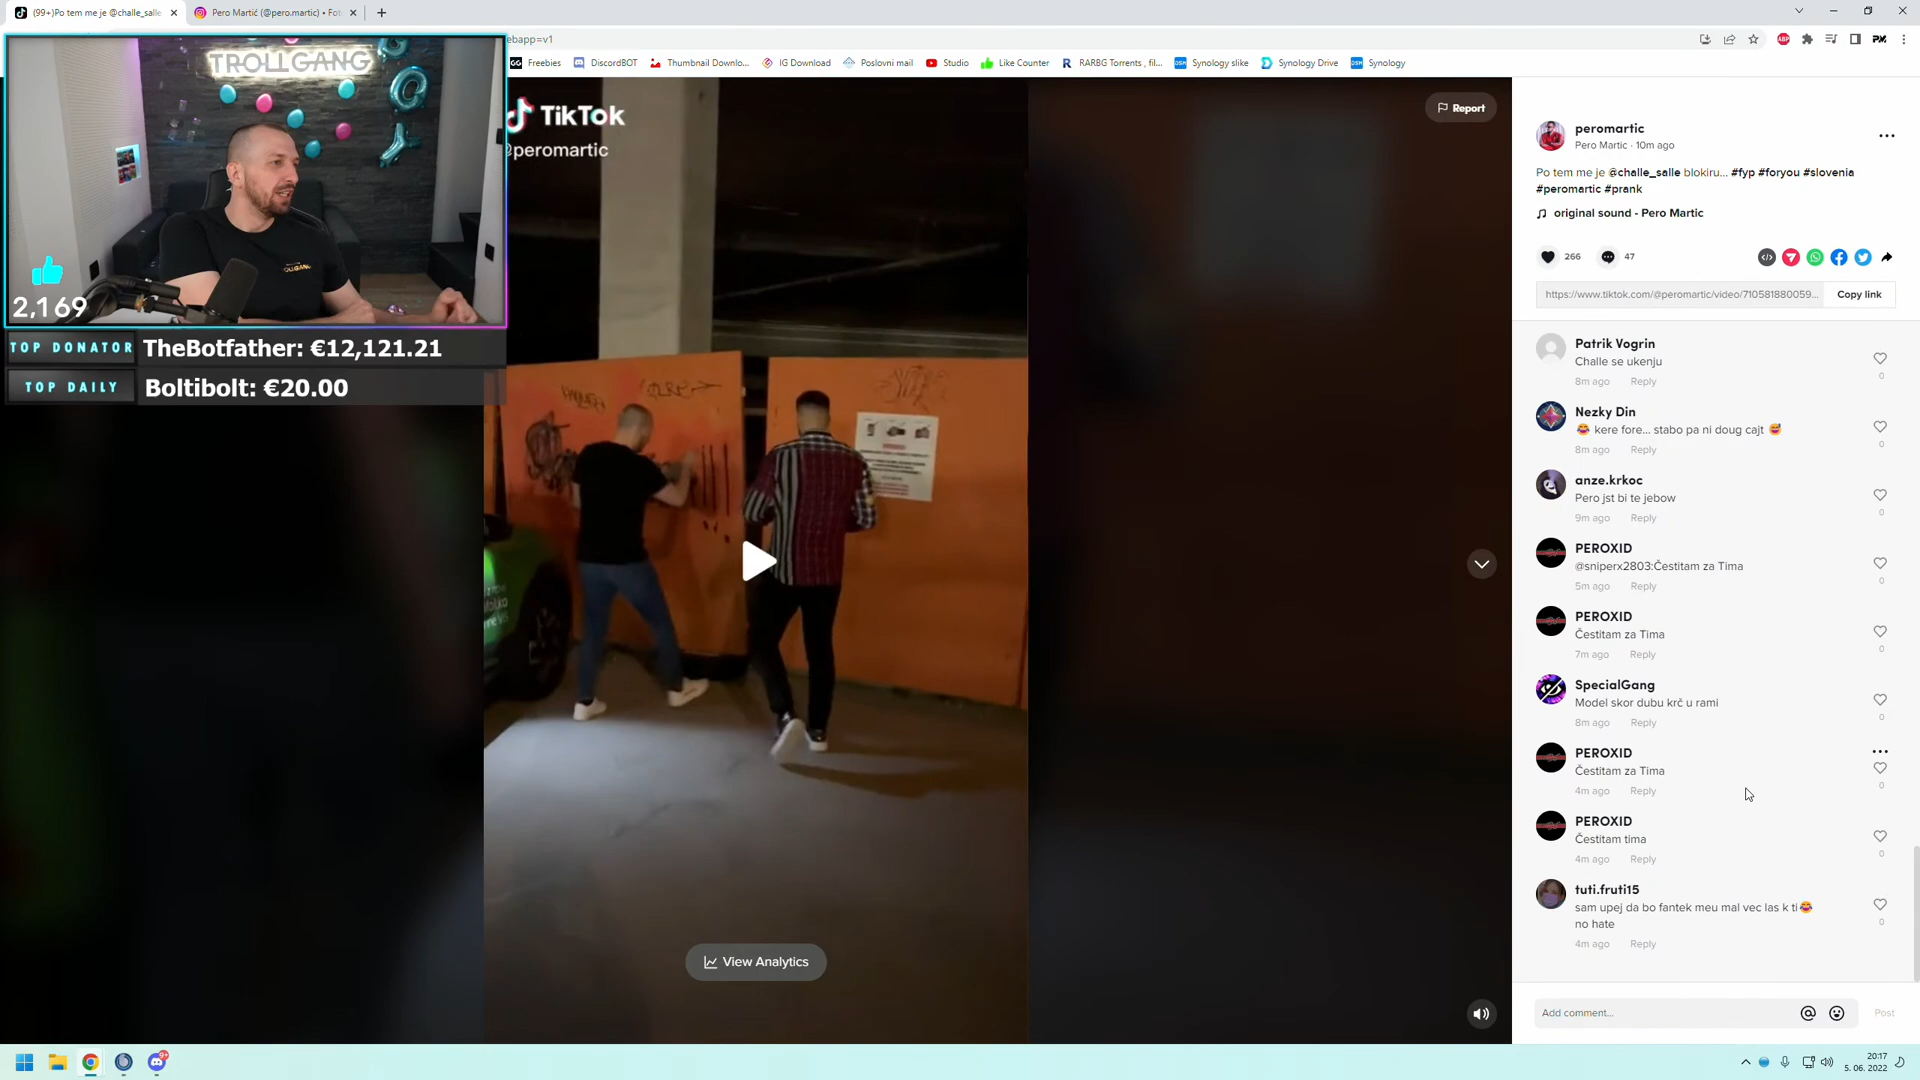 (99+)Po tem me je @challe_salle
Pero Martić (@pero.martic) • Fot
ebapp=v1
Freebies
DiscordBOT
Thumbnail Downlo...
IG Download
Poslovni mail
Studio
Like Counter
RARBG Torrents , fil...
Synology slike
Synology Drive
Synology
TROLLGANG
2,169
TOP DONATOR
TheBotfather: €12,121.21
TOP DAILY
Boltibolt: €20.00
TikTok
@peromartic
Report
View Analytics
peromartic
Pero Martic · 10m ago
Po tem me je @challe_salle blokiru... #fyp #foryou #slovenia
#peromartic #prank
original sound - Pero Martic
266
47
https://www.tiktok.com/@peromartic/video/710581880059...
Copy link
Patrik Vogrin
Challe se ukenju
8m ago Reply
0
Nezky Din
😂 kere fore... stabo pa ni doug cajt 😅
8m ago Reply
0
anze.krkoc
Pero jst bi te jebow
9m ago Reply
0
PEROXID
@sniperx2803:Čestitam za Tima
5m ago Reply
0
PEROXID
Čestitam za Tima
7m ago Reply
0
SpecialGang
Model skor dubu krč u rami
8m ago Reply
0
PEROXID
Čestitam za Tima
4m ago Reply
0
PEROXID
Čestitam tima
4m ago Reply
0
tuti.fruti15
sam upej da bo fantek meu mal vec las k ti😂
no hate
4m ago Reply
0
Add comment...
Post
20:17
5. 06. 2022